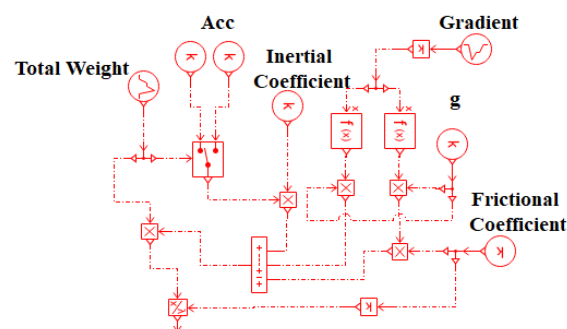 Acc
Gradient
Total Weight
Inertial
Coefficient
g
Frictional
Coefficient
K
K
K
K
K
K
K
x
f(x)
x
f(x)
+
+
+
x/y